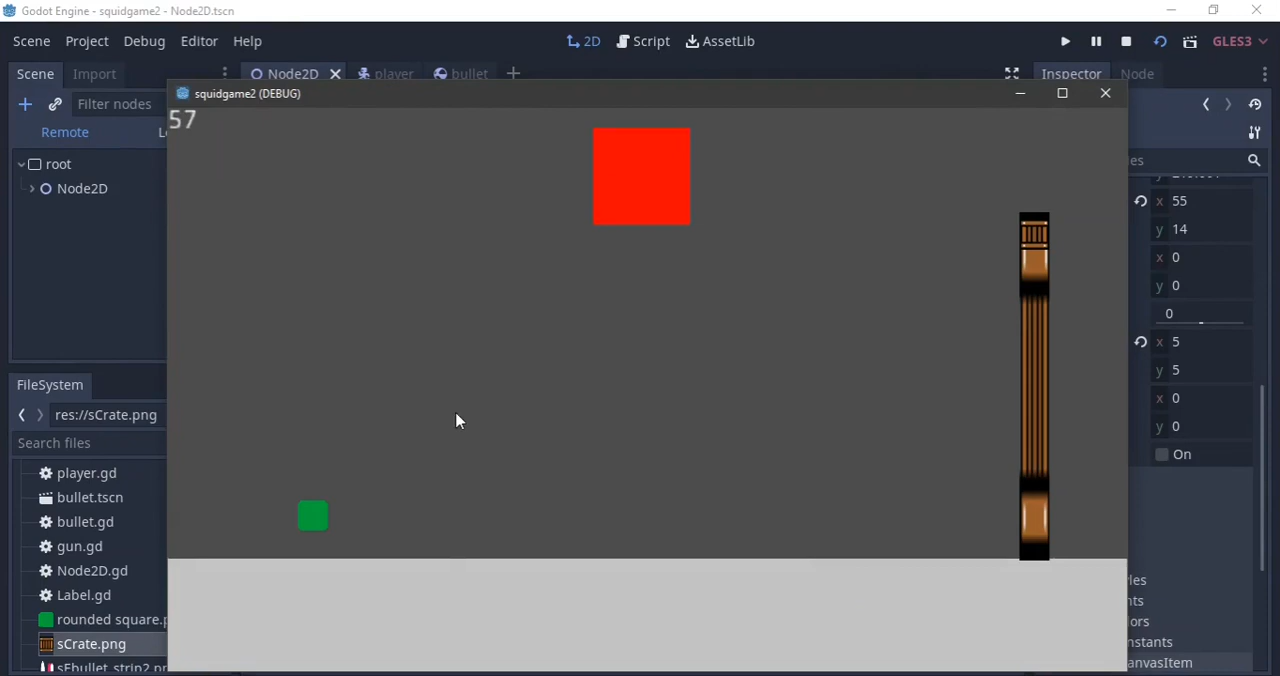 Godot Engine - squidgame2 - Node2D.tscn
Scene Project Debug Editor Help
2D Script AssetLib
GLES3
Scene Import
Node2D player bullet
Inspector Node
Filter nodes
squidgame2 (DEBUG)
57
Remote
root
Node2D
x 55
y 14
x 0
y 0
0
x 5
y 5
x 0
y 0
On
FileSystem
res://sCrate.png
Search files
player.gd
bullet.tscn
bullet.gd
gun.gd
Node2D.gd
Label.gd
rounded square.p
sCrate.png